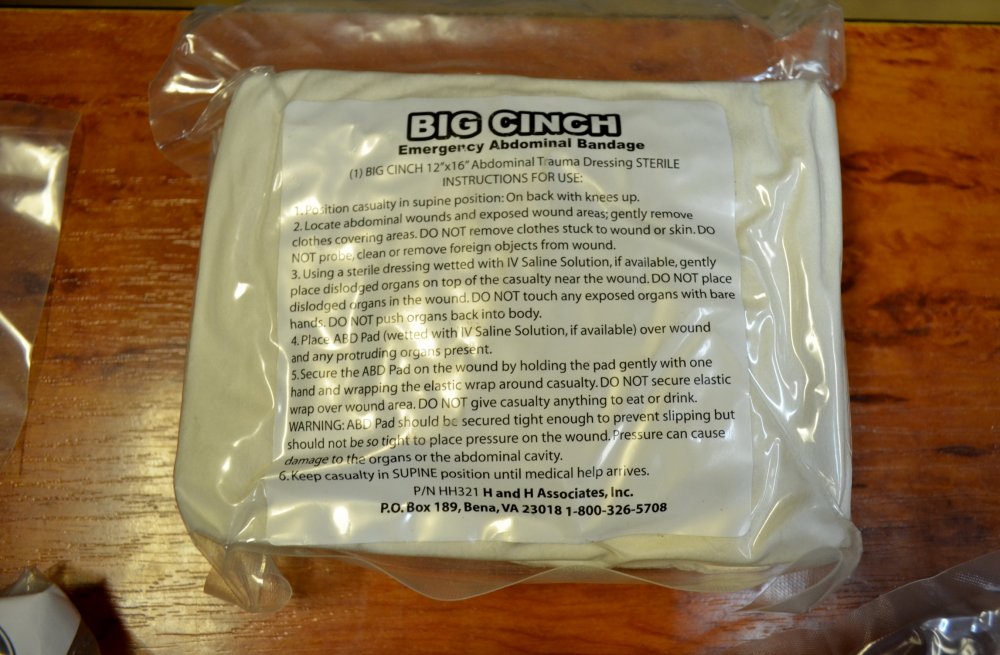 BIG CINCH
Emergency Abdominal Bandage
(1) BIG CINCH 12"x16" Abdominal Trauma Dressing STERILE
INSTRUCTIONS FOR USE:
1. Position casualty in supine position: On back with knees up.
2. Locate abdominal wounds and exposed wound areas; gently remove
clothes covering areas. DO NOT remove clothes stuck to wound or skin. DO
NOT probe, clean or remove foreign objects from wound.
3. Using a sterile dressing wetted with IV Saline Solution, if available, gently
place dislodged organs on top of the casualty near the wound. DO NOT place
dislodged organs in the wound. DO NOT touch any exposed organs with bare
hands. DO NOT push organs back into body.
4. Place ABD Pad (wetted with IV Saline Solution, if available) over wound
and any protruding organs present.
5. Secure the ABD Pad on the wound by holding the pad gently with one
hand and wrapping the elastic wrap around casualty. DO NOT secure elastic
wrap over wound area. DO NOT give casualty anything to eat or drink.
WARNING: ABD Pad should be secured tight enough to prevent slipping but
should not be so tight to place pressure on the wound. Pressure can cause
damage to the organs or the abdominal cavity.
6. Keep casualty in SUPINE position until medical help arrives.
P/N HH321 H and H Associates, Inc.
P.O. Box 189, Bena, VA 23018 1-800-326-5708